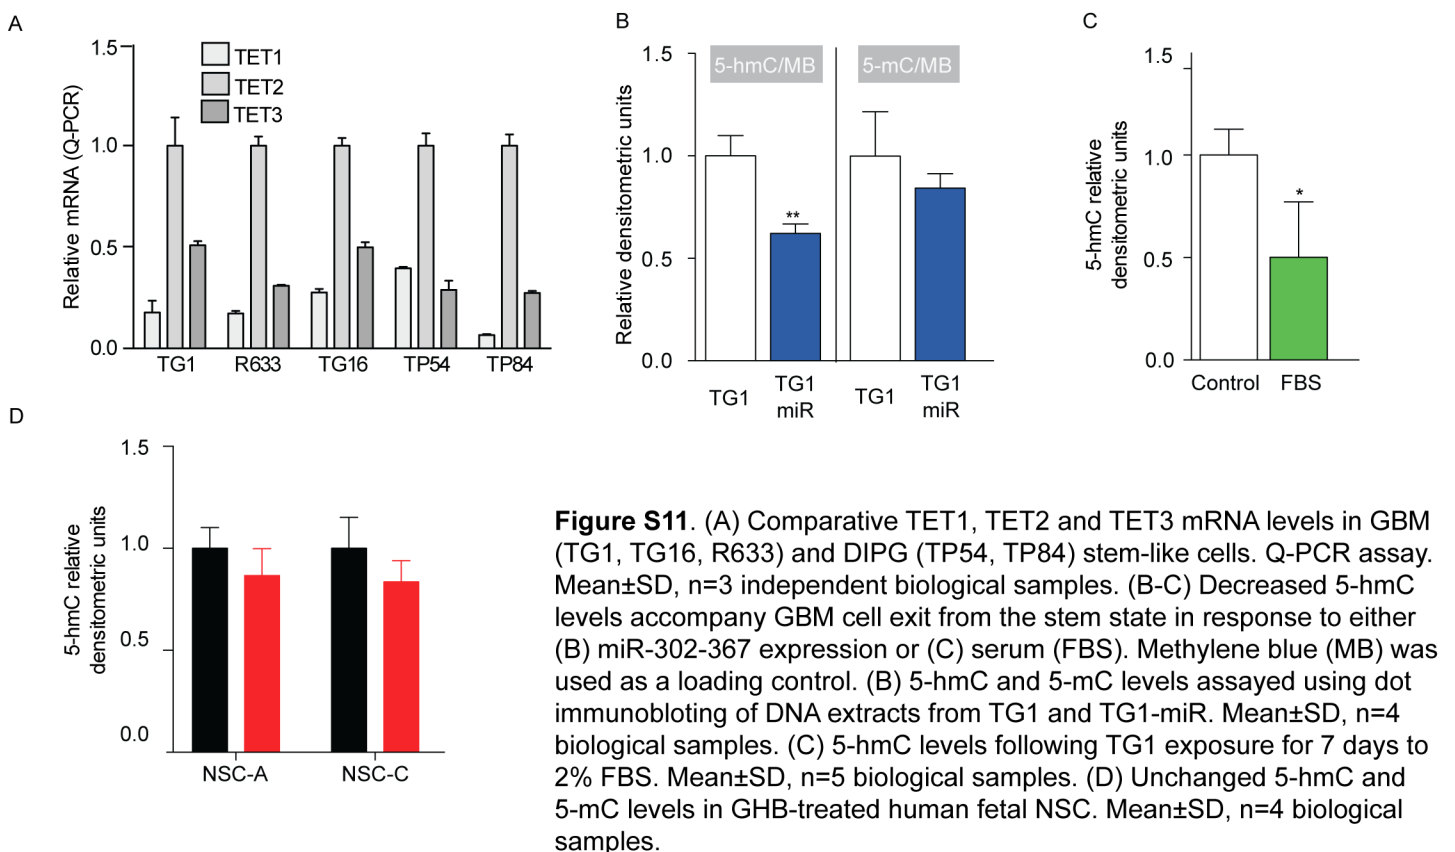 A
Relative mRNA (Q-PCR)
1.5
1.0
0.5
0.0
TET1
TET2
TET3
TG1 R633 TG16 TP54 TP84
B
Relative densitometric units
1.5
1.0
0.5
0.0
5-hmC/MB 5-mC/MB
**
TG1 TG1 miR TG1 TG1 miR
C
5-hmC relative
densitometric units
1.5
1.0
0.5
0.0
*
Control FBS
D
5-hmC relative
densitometric units
1.5
1.0
0.5
0.0
NSC-A NSC-C
Figure S11. (A) Comparative TET1, TET2 and TET3 mRNA levels in GBM
(TG1, TG16, R633) and DIPG (TP54, TP84) stem-like cells. Q-PCR assay.
Mean±SD, n=3 independent biological samples. (B-C) Decreased 5-hmC
levels accompany GBM cell exit from the stem state in response to either
(B) miR-302-367 expression or (C) serum (FBS). Methylene blue (MB) was
used as a loading control. (B) 5-hmC and 5-mC levels assayed using dot
immunobloting of DNA extracts from TG1 and TG1-miR. Mean±SD, n=4
biological samples. (C) 5-hmC levels following TG1 exposure for 7 days to
2% FBS. Mean±SD, n=5 biological samples. (D) Unchanged 5-hmC and
5-mC levels in GHB-treated human fetal NSC. Mean±SD, n=4 biological
samples.